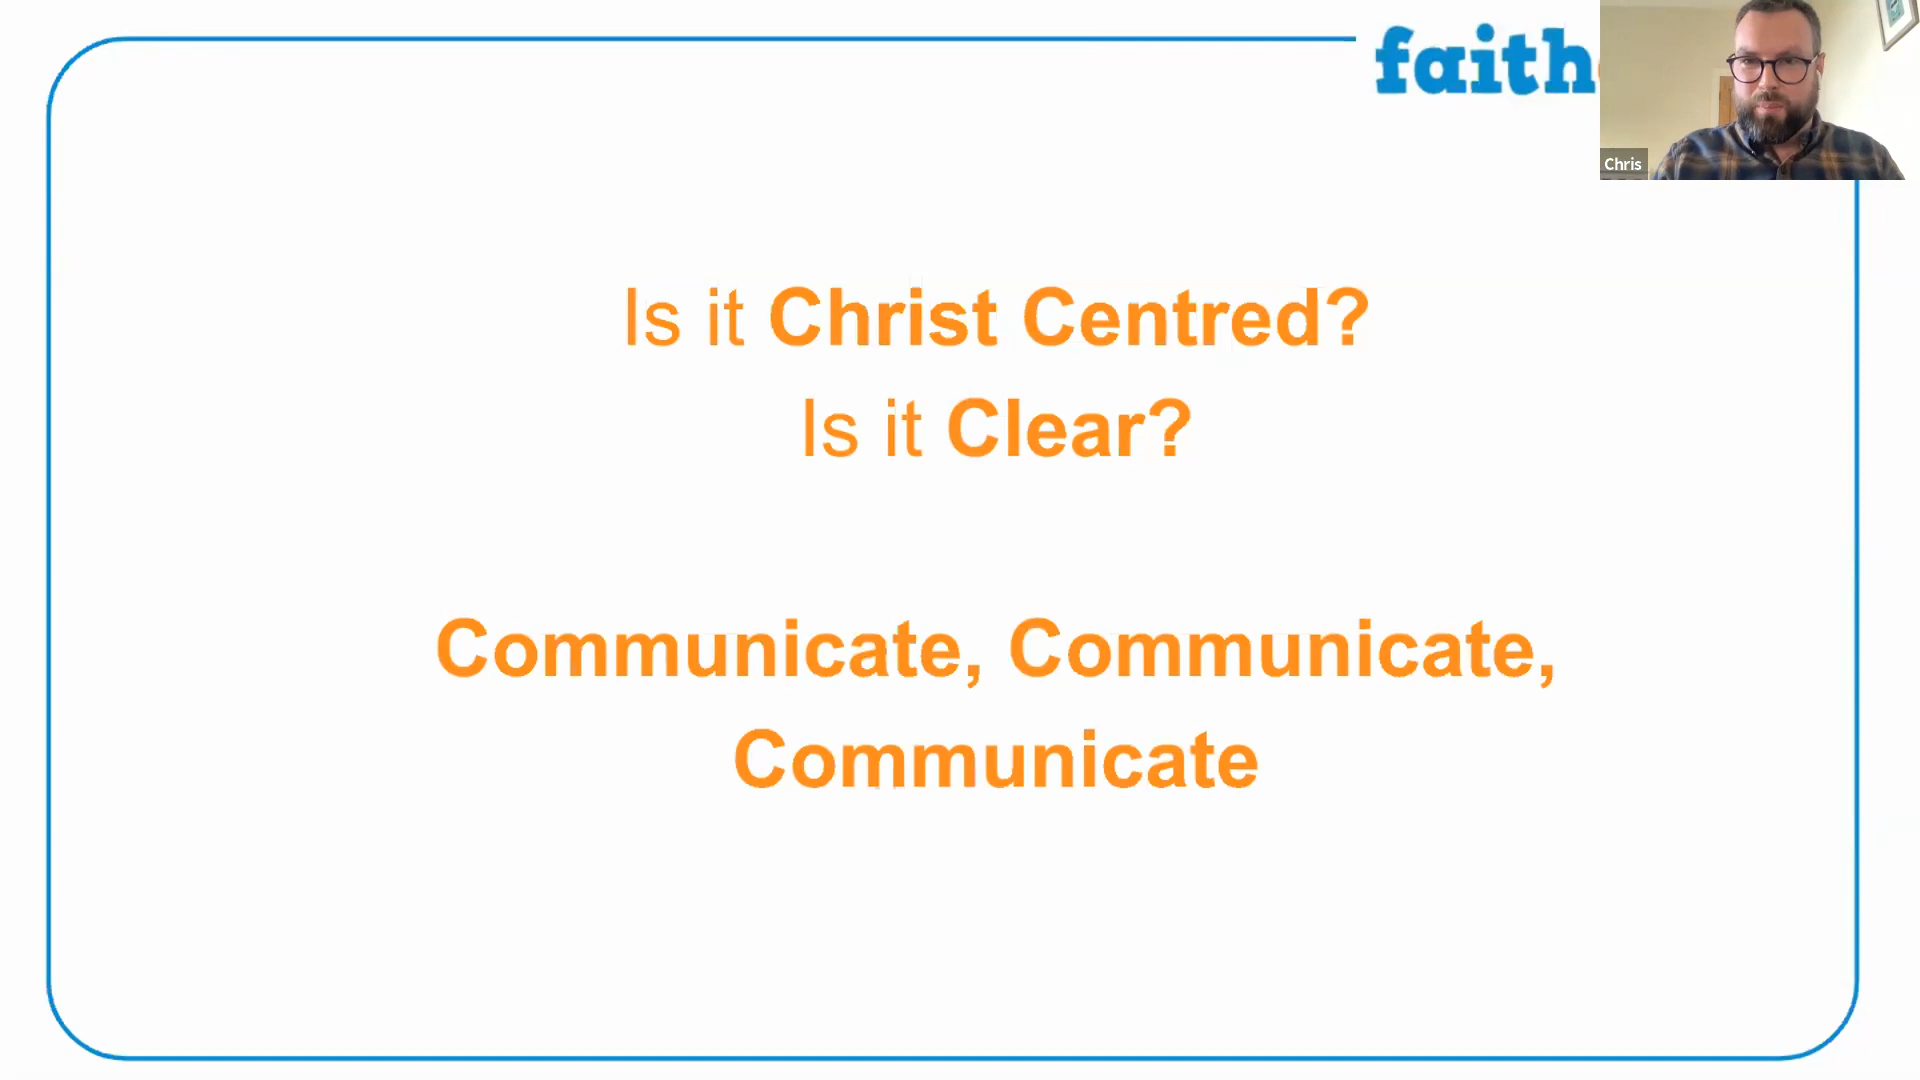 faith
Chris
Is it Christ Centred?
Is it Clear?
Communicate, Communicate,
Communicate